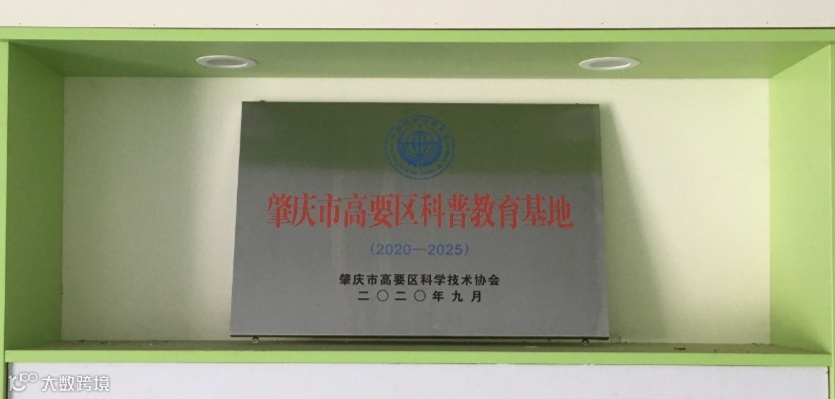 肇庆市高要区科普教育基地
(2020—2025)
肇庆市高要区科学技术协会
二〇二〇年九月
大数跨境